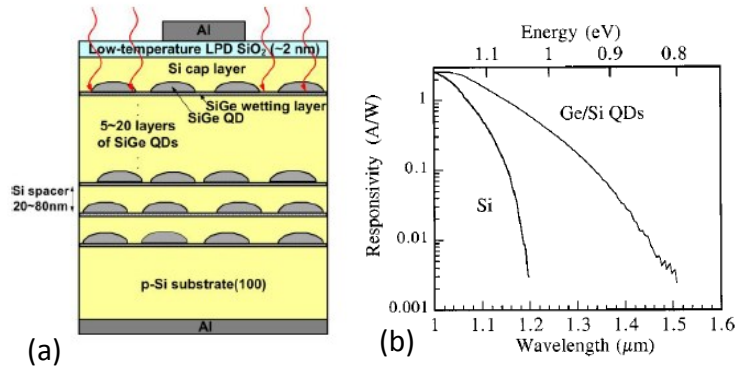 Al
Low-temperature LPD SiO₂ (~2 nm)
Si cap layer
SiGe wetting layer
SiGe QD
5~20 layers
of SiGe QDs
Si spacer
20~80nm
p-Si substrate(100)
Al
(a)
Energy (eV)
1.1 1 0.9 0.8
Responsivity (A/W)
1
0.1
0.01
0.001
Ge/Si QDs
Si
1 1.1 1.2 1.3 1.4 1.5 1.6
Wavelength (μm)
(b)